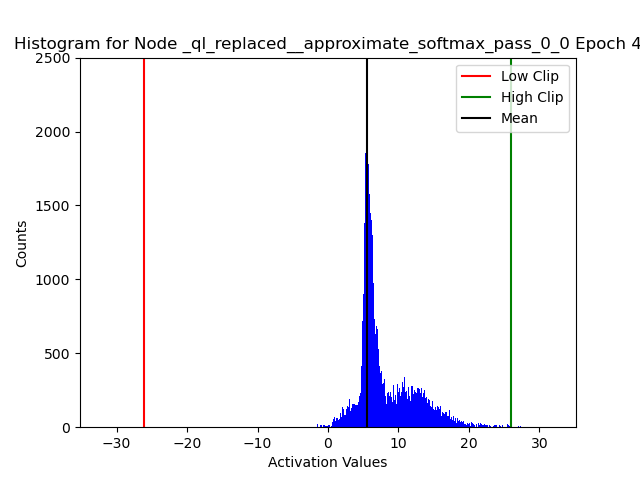 Histogram for Node _ql_replaced__approximate_softmax_pass_0_0 Epoch 4
2500
2000
1500
1000
500
0
Counts
Low Clip
High Clip
Mean
−30 −20 −10 0 10 20 30
Activation Values